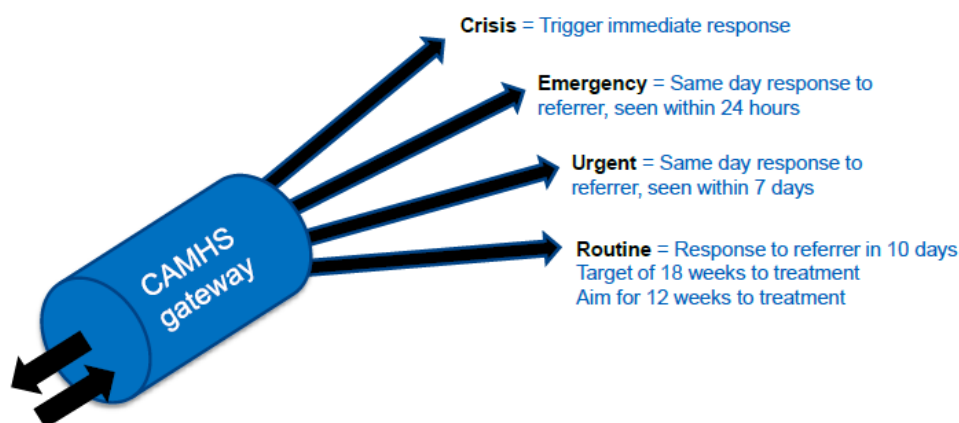 Crisis = Trigger immediate response
Emergency = Same day response to
referrer, seen within 24 hours
Urgent = Same day response to
referrer, seen within 7 days
Routine = Response to referrer in 10 days
Target of 18 weeks to treatment
Aim for 12 weeks to treatment
CAMHS
gateway